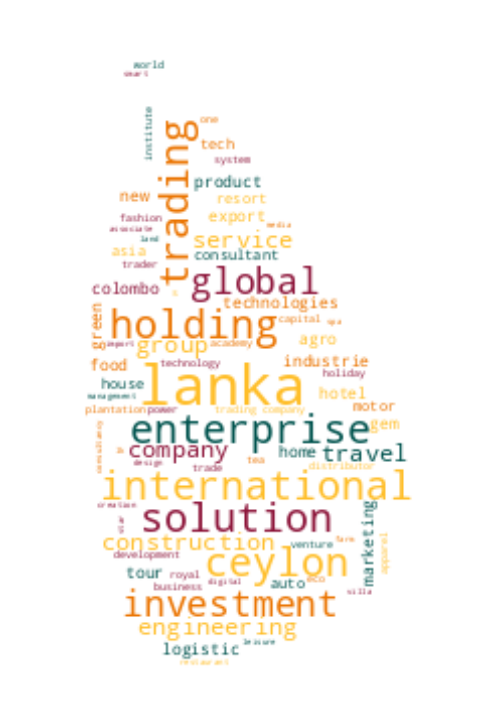 world
smart
institute
one
trading
tech
system
product
new
resort
fashion
export
associate
media
land
service
asia
consultant
trader
global
colombo
technologies
green
holding
capital
spa
import
group
academy
agro
food
technology
industrie
holiday
house
lanka
hotel
management
plantation
power
trading company
motor
enterprise
gem
consultancy
company
home
travel
design
trade
tea
distributor
international
creation
star
solution
marketing
construction
venture
farm
apparel
development
ceylon
tour
royal
digital
auto
eco
business
villa
investment
engineering
logistic
leisure
restaurant